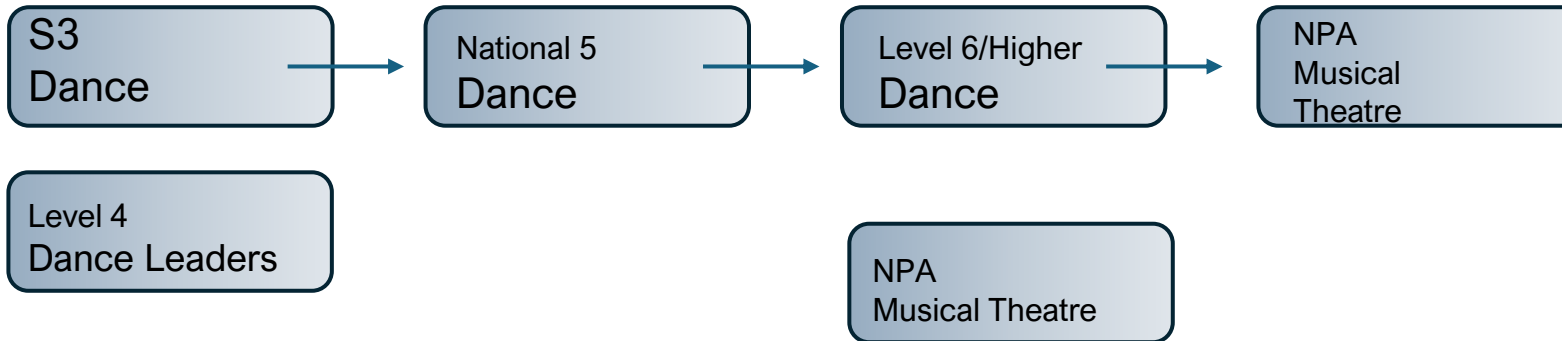 S3
Dance
National 5
Dance
Level 6/Higher
Dance
NPA
Musical
Theatre
Level 4
Dance Leaders
NPA
Musical Theatre